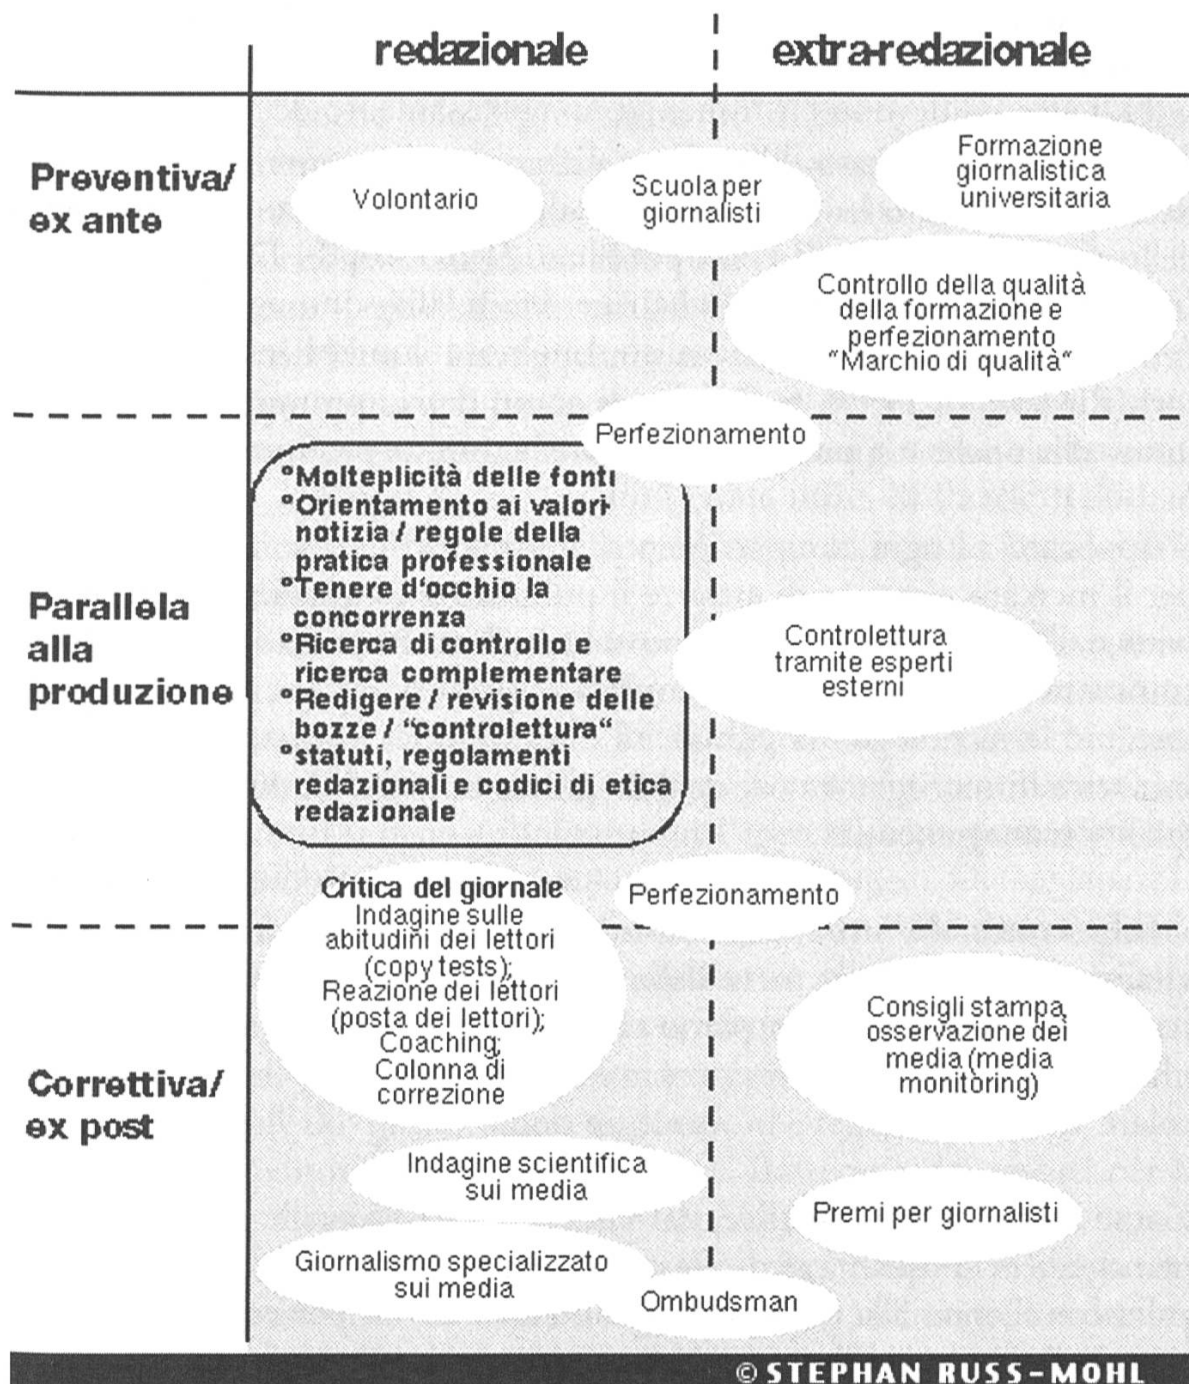 redazionale
extra-redazionale
Preventiva/
ex ante
Volontario
Scuola per
giornalisti
Formazione
giornalistica
universitaria
Controllo della qualità
della formazione e
perfezionamento
“Marchio di qualità“
Perfezionamento
Parallela
alla
produzione
°Molteplicità delle fonti
°Orientamento ai valori-
notizia / regole della
pratica professionale
°Tenere d'occhio la
concorrenza
°Ricerca di controllo e
ricerca complementare
°Redigere / revisione delle
bozze / “controlettura“
°statuti, regolamenti
redazionali e codici di etica
redazionale
Controlettura
tramite esperti
esterni
Perfezionamento
Correttiva/
ex post
Critica del giornale
Indagine sulle
abitudini dei lettori
(copy tests);
Reazione dei lettori
(posta dei lettori);
Coaching;
Colonna di
correzione
Consigli stampa,
osservazione dei
media (media
monitoring)
Indagine scientifica
sui media
Premi per giornalisti
Giornalismo specializzato
sui media
Ombudsman
© STEPHAN RUSS-MOHL